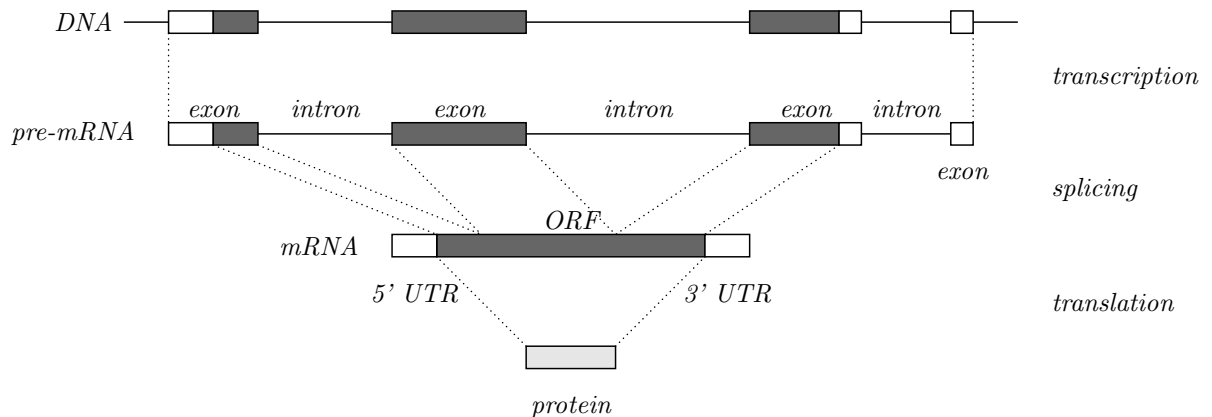 DNA
transcription
exon intron exon intron exon intron
pre-mRNA
exon
splicing
ORF
mRNA
5' UTR 3' UTR
translation
protein